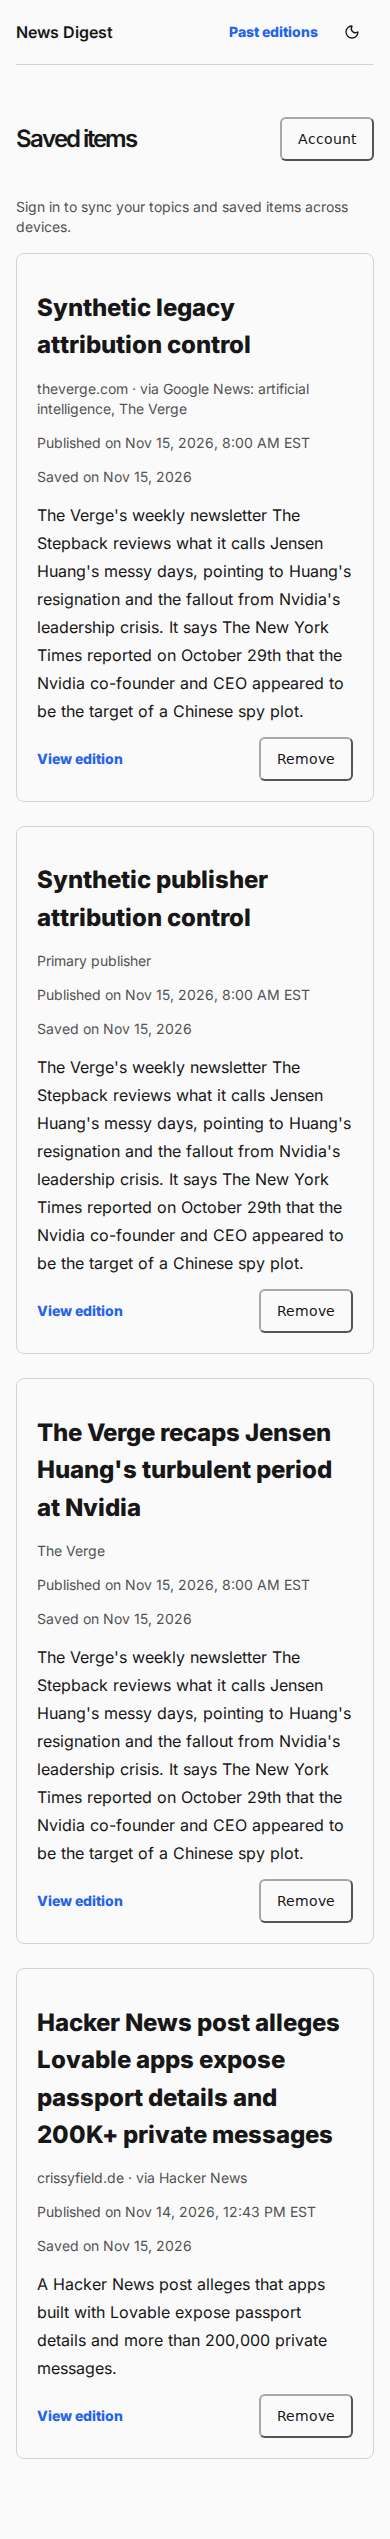 News Digest
Past editions
Saved items
Account
Sign in to sync your topics and saved items across
devices.
Synthetic legacy
attribution control
theverge.com · via Google News: artificial
intelligence, The Verge
Published on Nov 15, 2026, 8:00 AM EST
Saved on Nov 15, 2026
The Verge's weekly newsletter The
Stepback reviews what it calls Jensen
Huang's messy days, pointing to Huang's
resignation and the fallout from Nvidia's
leadership crisis. It says The New York
Times reported on October 29th that the
Nvidia co-founder and CEO appeared to
be the target of a Chinese spy plot.
View edition
Remove
Synthetic publisher
attribution control
Primary publisher
Published on Nov 15, 2026, 8:00 AM EST
Saved on Nov 15, 2026
The Verge's weekly newsletter The
Stepback reviews what it calls Jensen
Huang's messy days, pointing to Huang's
resignation and the fallout from Nvidia's
leadership crisis. It says The New York
Times reported on October 29th that the
Nvidia co-founder and CEO appeared to
be the target of a Chinese spy plot.
View edition
Remove
The Verge recaps Jensen
Huang's turbulent period
at Nvidia
The Verge
Published on Nov 15, 2026, 8:00 AM EST
Saved on Nov 15, 2026
The Verge's weekly newsletter The
Stepback reviews what it calls Jensen
Huang's messy days, pointing to Huang's
resignation and the fallout from Nvidia's
leadership crisis. It says The New York
Times reported on October 29th that the
Nvidia co-founder and CEO appeared to
be the target of a Chinese spy plot.
View edition
Remove
Hacker News post alleges
Lovable apps expose
passport details and
200K+ private messages
crissyfield.de · via Hacker News
Published on Nov 14, 2026, 12:43 PM EST
Saved on Nov 15, 2026
A Hacker News post alleges that apps
built with Lovable expose passport
details and more than 200,000 private
messages.
View edition
Remove